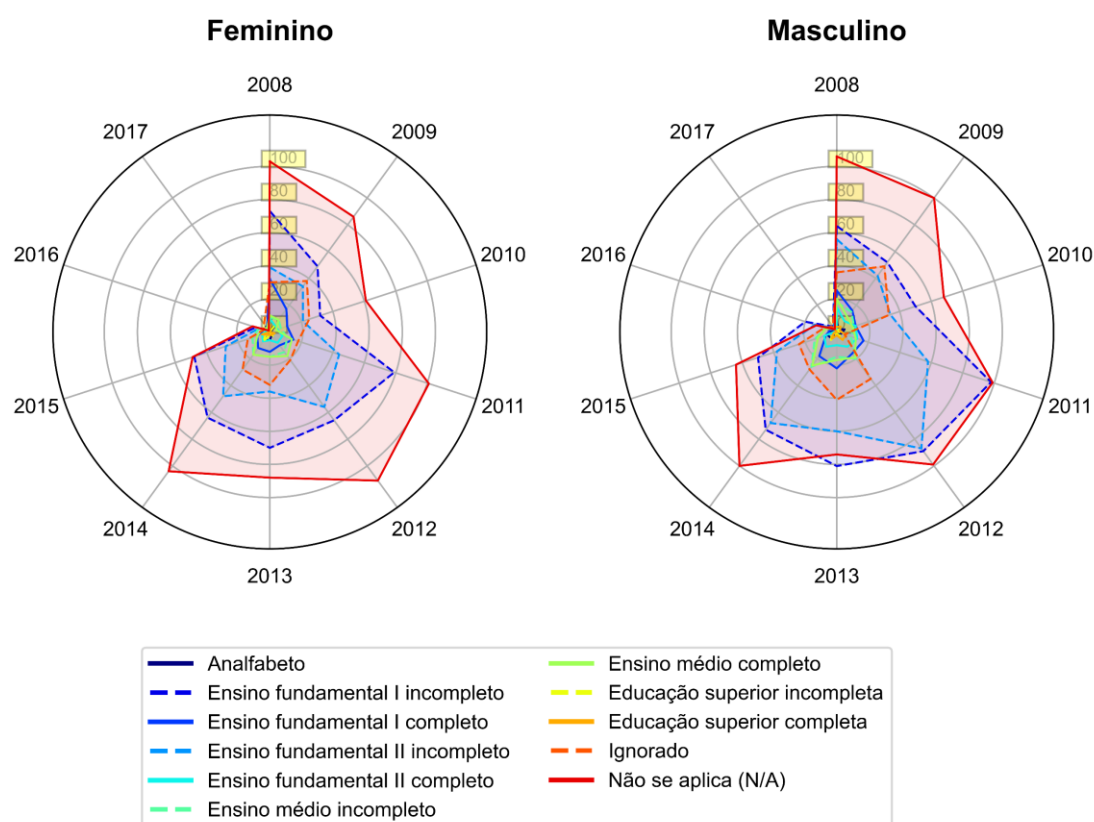 Feminino
Masculino
2008
2017
2009
100
80
2016
2010
60
40
20
2015
2011
2014
2012
2013
2008
2017
2009
100
80
2016
2010
60
40
20
2015
2011
2014
2012
2013
Analfabeto
Ensino fundamental I incompleto
Ensino fundamental I completo
Ensino fundamental II incompleto
Ensino fundamental II completo
Ensino médio incompleto
Ensino médio completo
Educação superior incompleta
Educação superior completa
Ignorado
Não se aplica (N/A)